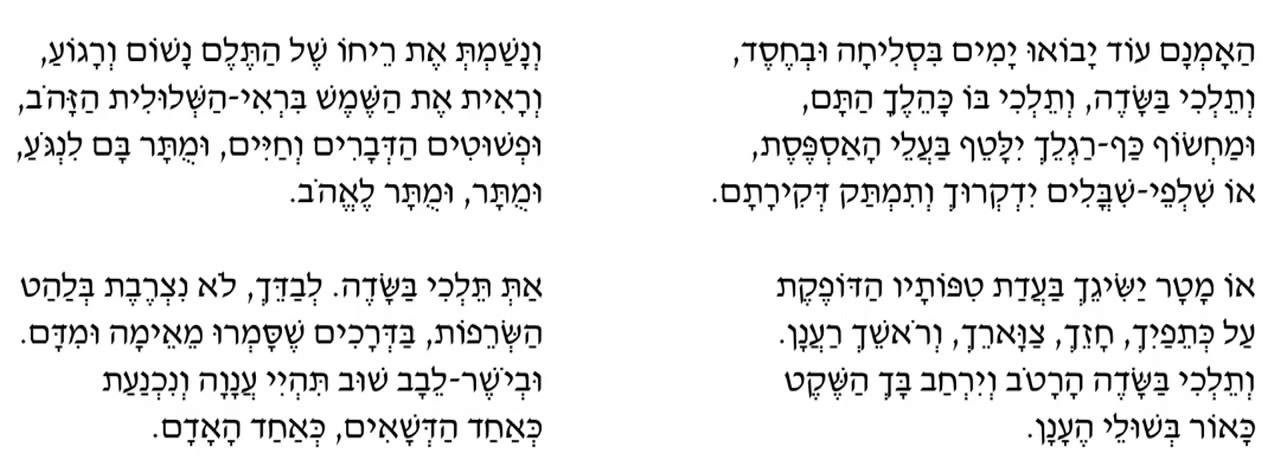 הַאָמְנָם עוֹד יָבוֹאוּ יָמִים בִּסְלִיחָה וּבְחֶסֶד,
וְתֵלְכִי בַּשָּׂדֶה, וְתֵלְכִי בּוֹ כָּהֵלֶךְ הַתָּם,
וּמַחְשׂוֹף כַּף-רַגְלֵךְ יִלָּטֵף בַּעֲלֵי הָאַסְפֶּסֶת,
אוֹ שִׁלְפֵי-שִׁבֳּלִים יִדְקְרוּךְ וְתִמְתַּק דְּקִירָתָם.

אוֹ מָטָר יַשִּׂיגֵךְ בַּעֲדַת טִפּוֹתָיו הַדּוֹפֶקֶת
עַל כְּתֵפַיִךְ, חָזֵךְ, צַוָּארֵךְ, וְרֹאשֵׁךְ רַעֲנָן.
וְתֵלְכִי בַּשָּׂדֶה הָרָטֹב וְיִרְחַב בָּךְ הַשֶּׁקֶט
כָּאוֹר בְּשׁוּלֵי הֶעָנָן.

וְנָשַׁמְתְּ אֶת רֵיחוֹ שֶׁל הַתֶּלֶם נָשׁוֹם וְרָגוֹעַ,
וְרָאִית אֶת הַשֶּׁמֶשׁ בִּרְאִי-הַשְּׁלוּלִית הַזָּהֹב,
וּפְשׁוּטִים הַדְּבָרִים וְחַיִּים, וּמֻתָּר בָּם לִנְגֹּעַ,
וּמֻתָּר, וּמֻתָּר לֶאֱהֹב.

אַתְּ תֵּלְכִי בַּשָּׂדֶה. לְבַדֵּךְ, לֹא נִצְרֶבֶת בְּלַהַט
הַשְּׂרֵפוֹת, בַּדְּרָכִים שֶׁסָּמְרוּ מֵאֵימָה וּמִדָּם.
וּבְיֹשֶׁר-לֵבָב שׁוּב תִּהְיִי עֲנָוָה וְנִכְנַעַת
כְּאַחַד הַדְּשָׁאִים, כְּאַחַד הָאָדָם.